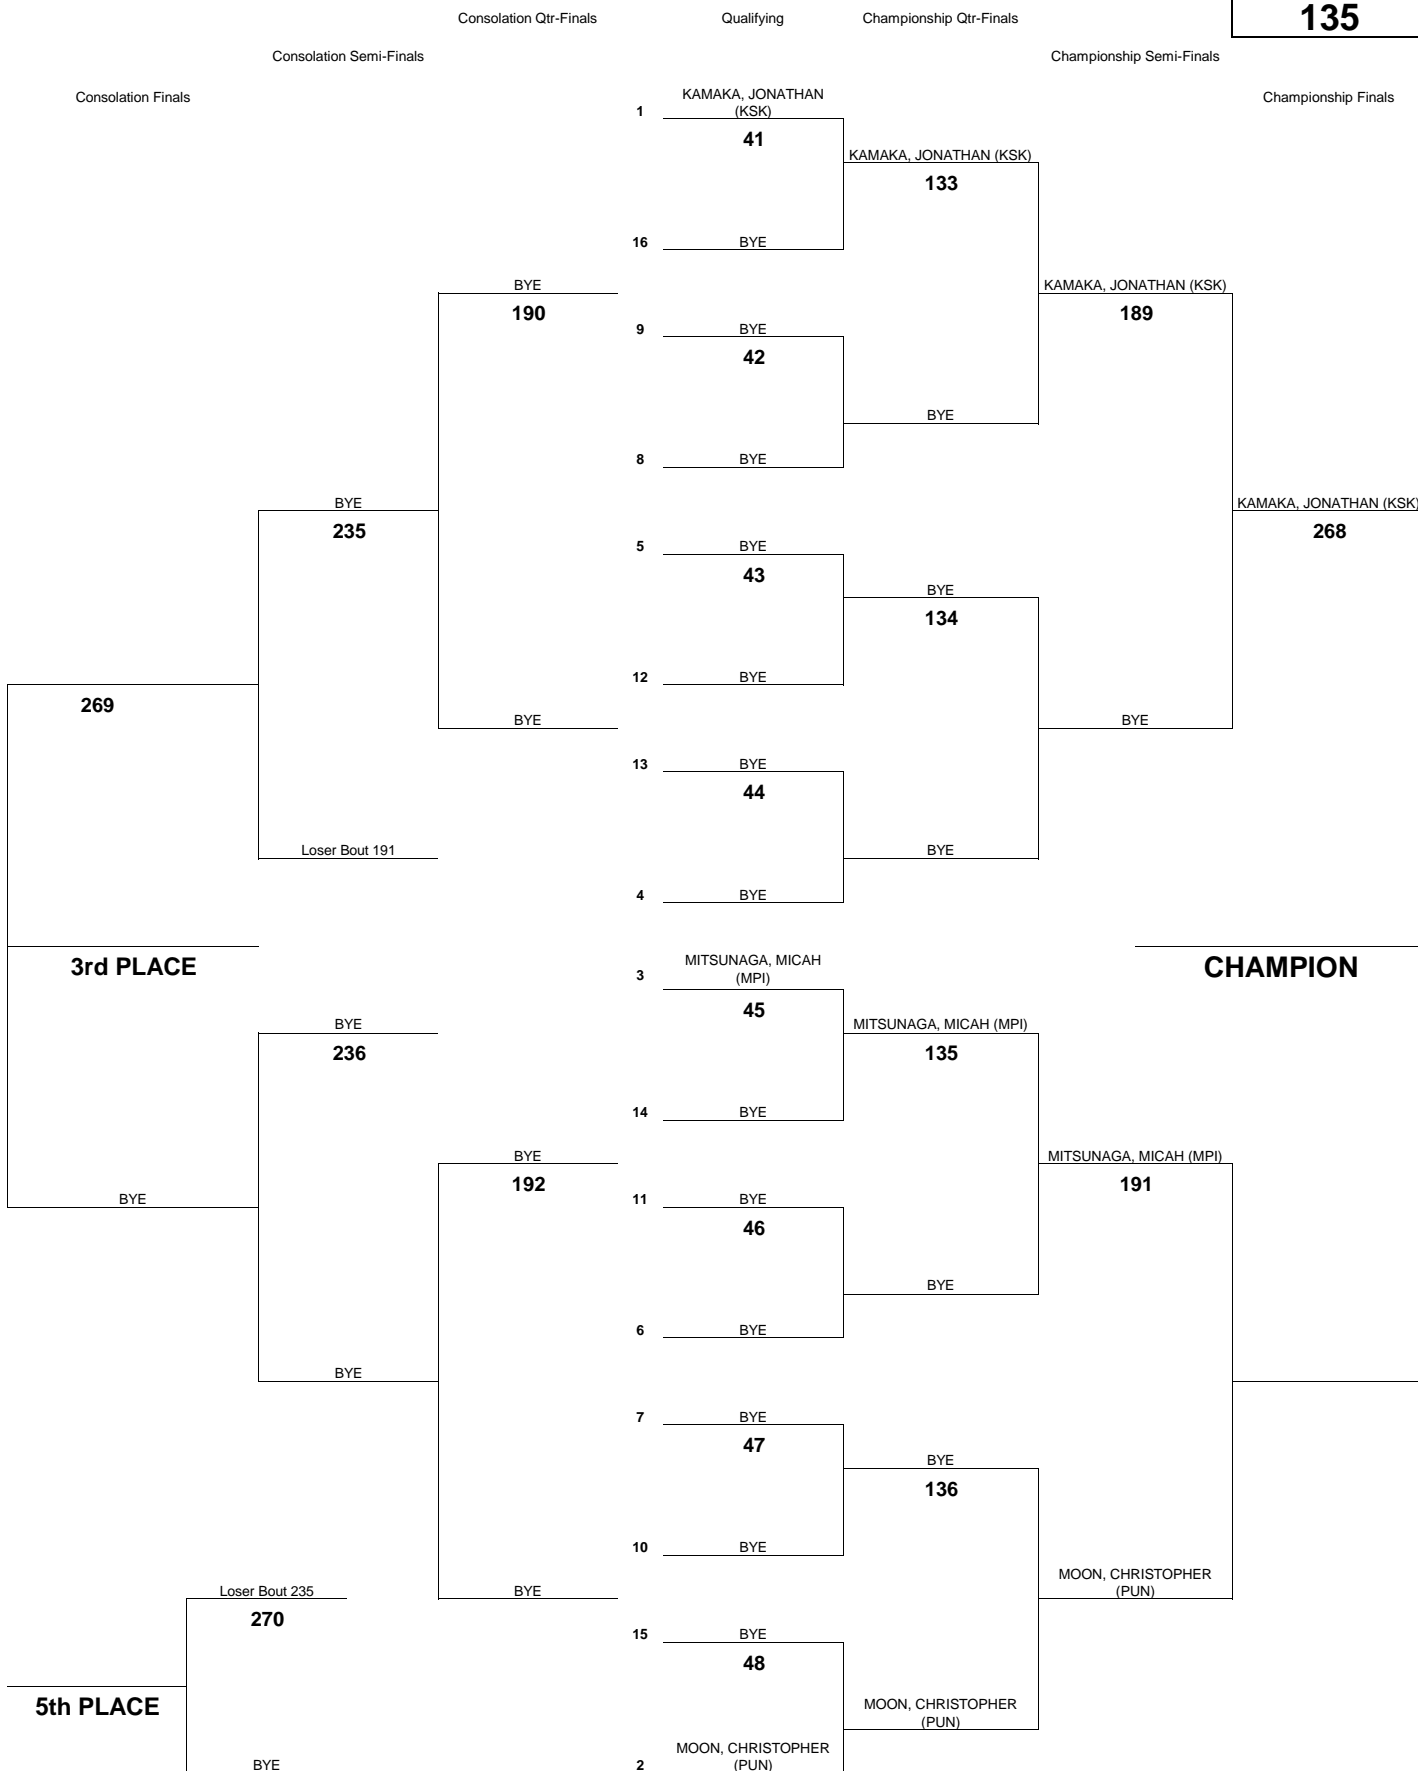 Consolation Qtr-Finals
Qualifying
Championship Qtr-Finals
135
Consolation Semi-Finals
Championship Semi-Finals
Consolation Finals
Championship Finals
KAMAKA, JONATHAN
(KSK)
1
41
KAMAKA, JONATHAN (KSK)
133
16
BYE
BYE
190
KAMAKA, JONATHAN (KSK)
189
9
BYE
42
BYE
8
BYE
BYE
235
KAMAKA, JONATHAN (KSK)
268
5
BYE
43
BYE
134
12
BYE
269
BYE
BYE
13
BYE
44
Loser Bout 191
BYE
4
BYE
3rd PLACE
CHAMPION
MITSUNAGA, MICAH
(MPI)
3
45
BYE
236
MITSUNAGA, MICAH (MPI)
135
14
BYE
BYE
192
MITSUNAGA, MICAH (MPI)
191
BYE
11
BYE
46
BYE
6
BYE
BYE
7
BYE
47
BYE
136
10
BYE
MOON, CHRISTOPHER
(PUN)
Loser Bout 235
270
BYE
15
BYE
48
5th PLACE
MOON, CHRISTOPHER
(PUN)
MOON, CHRISTOPHER
(PUN)
2
BYE